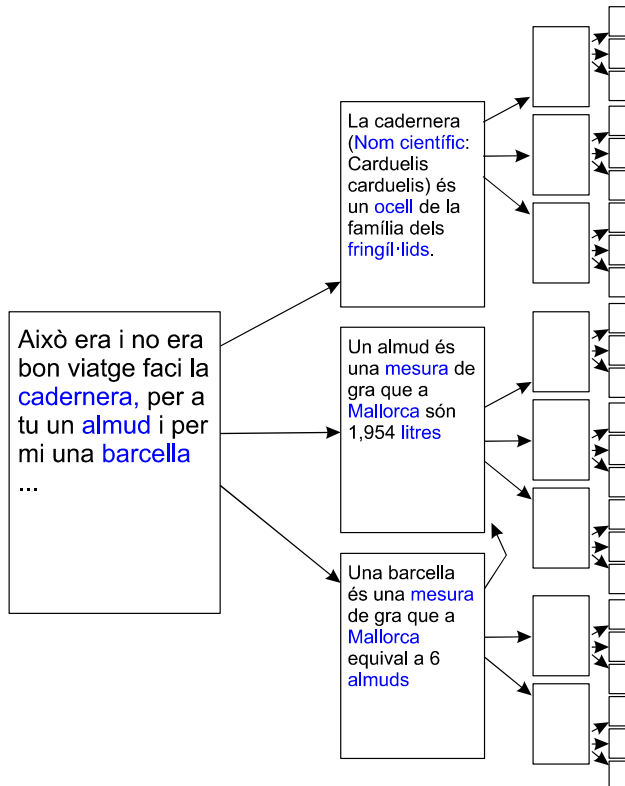 Això era i no era
bon viatge faci la
cadernera, per a
tu un almud i per
mi una barcella
...
La cadernera
(Nom científic:
Carduelis
carduelis) és
un ocell de la
família dels
fringíl·lids.
Un almud és
una mesura de
gra que a
Mallorca són
1,954 litres
Una barcella
és una mesura
de gra que a
Mallorca
equival a 6
almuds